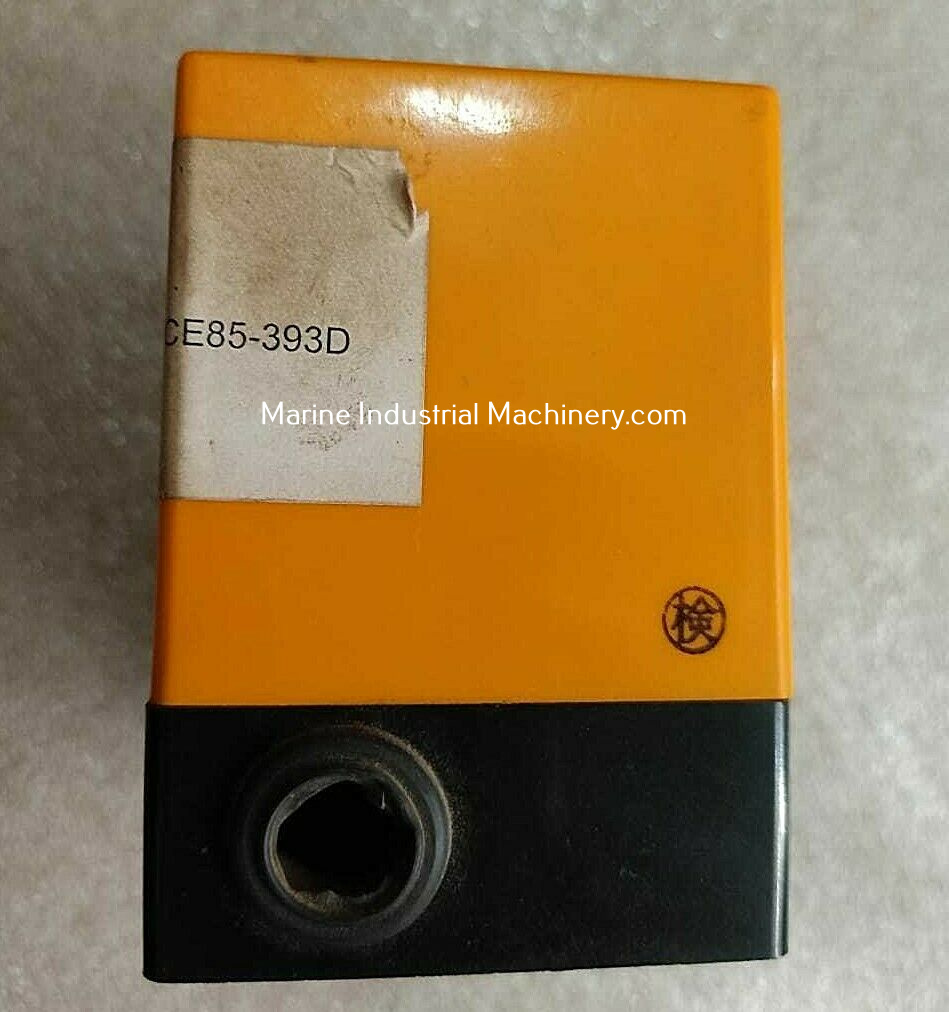 CE85-393D
Marine Industrial Machinery.com
検